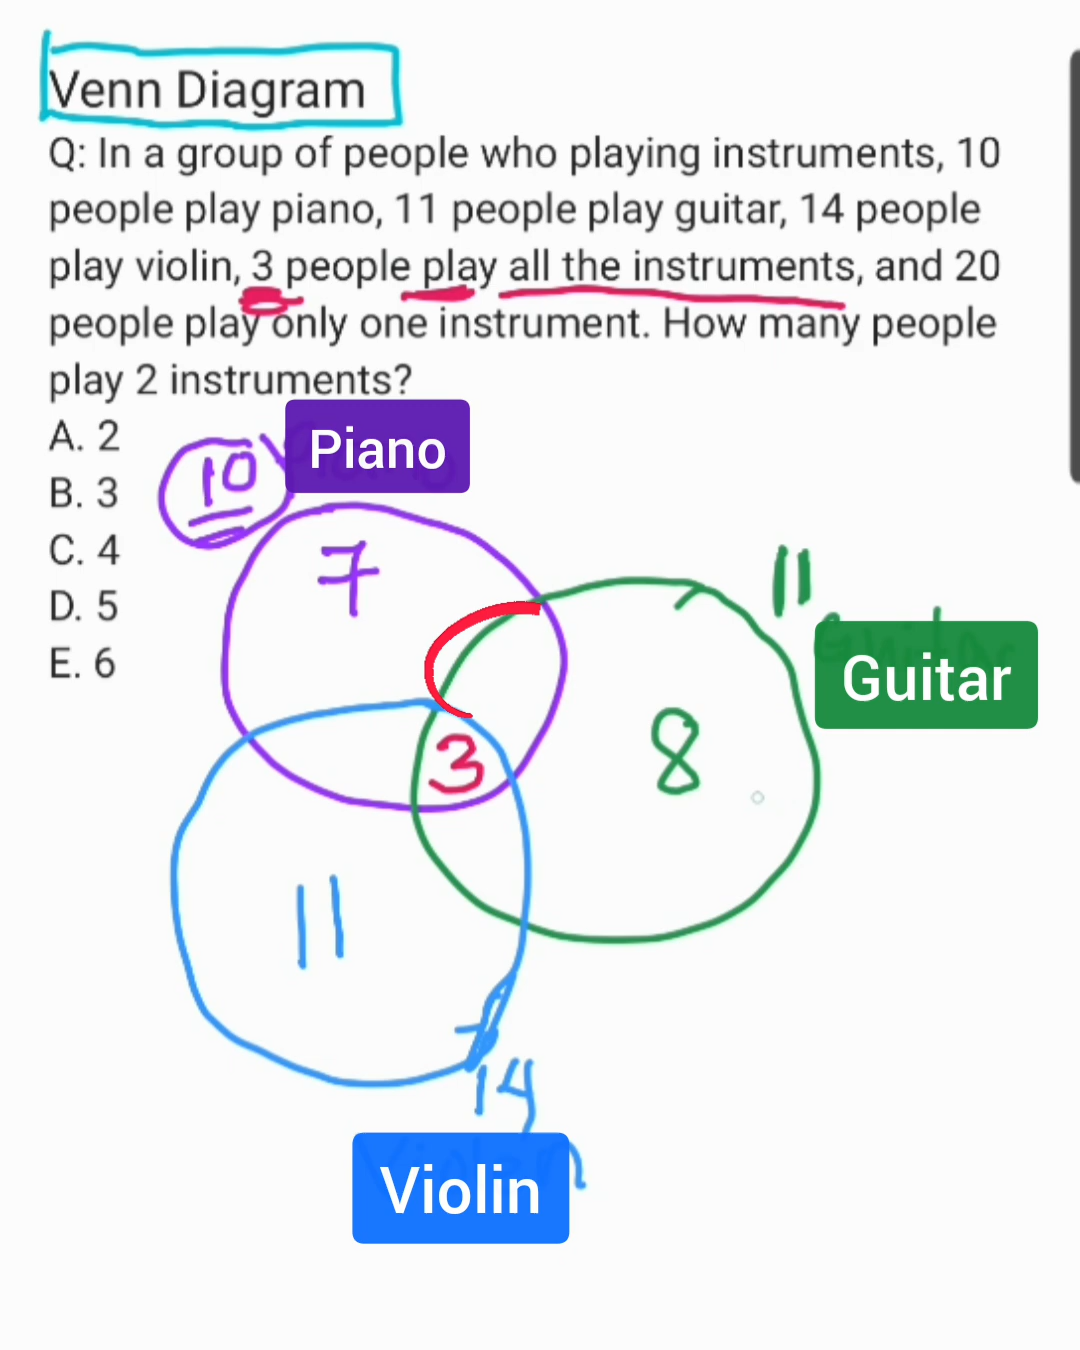 Venn Diagram
Q: In a group of people who playing instruments, 10
people play piano, 11 people play guitar, 14 people
play violin, 3 people play all the instruments, and 20
people play only one instrument. How many people
play 2 instruments?
A. 2
B. 3
C. 4
D. 5
E. 6
10
Piano
7
11
Guitar
8
3
11
14
Violin